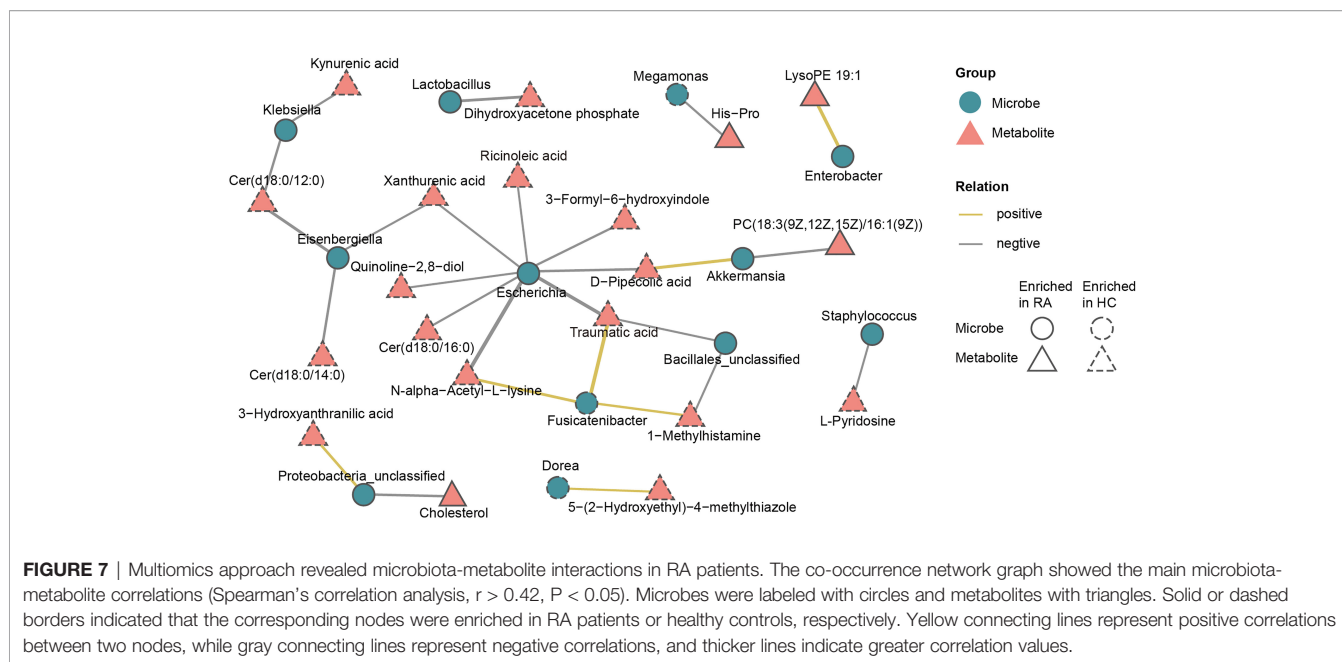 Kynurenic acid
Klebsiella
Lactobacillus
Dihydroxyacetone phosphate
Megamonas
His−Pro
LysoPE 19:1
Enterobacter
Cer(d18:0/12:0)
Xanthurenic acid
Ricinoleic acid
3−Formyl−6−hydroxyindole
PC(18:3(9Z,12Z,15Z)/16:1(9Z))
Eisenbergiella
Quinoline−2,8−diol
Escherichia
D−Pipecolic acid
Akkermansia
Cer(d18:0/16:0)
Traumatic acid
Bacillales_unclassified
Staphylococcus
Cer(d18:0/14:0)
N−alpha−Acetyl−L−lysine
Fusicatenibacter
1−Methylhistamine
L-Pyridosine
3−Hydroxyanthranilic acid
Proteobacteria_unclassified
Cholesterol
Dorea
5−(2−Hydroxyethyl)−4−methylthiazole
Group
Microbe
Metabolite
Relation
positive
negtive
Enriched in RA
Enriched in HC
Microbe
Metabolite
FIGURE 7 | Multiomics approach revealed microbiota-metabolite interactions in RA patients. The co-occurrence network graph showed the main microbiota-
metabolite correlations (Spearman's correlation analysis, r > 0.42, P < 0.05). Microbes were labeled with circles and metabolites with triangles. Solid or dashed
borders indicated that the corresponding nodes were enriched in RA patients or healthy controls, respectively. Yellow connecting lines represent positive correlations
between two nodes, while gray connecting lines represent negative correlations, and thicker lines indicate greater correlation values.